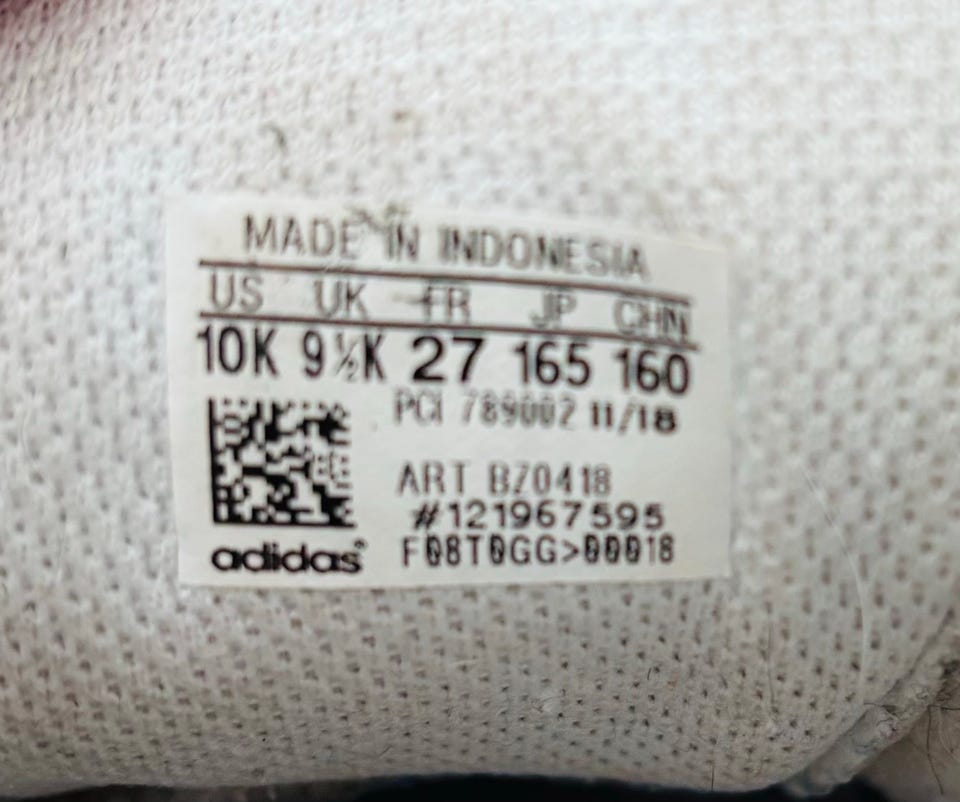 MADE IN INDONESIA
US UK FR JP CHN
10K 9½K 27 165 160
PCI 789002 11/18
ART BZ0418
#121967595
F08T0GG>00018
adidas